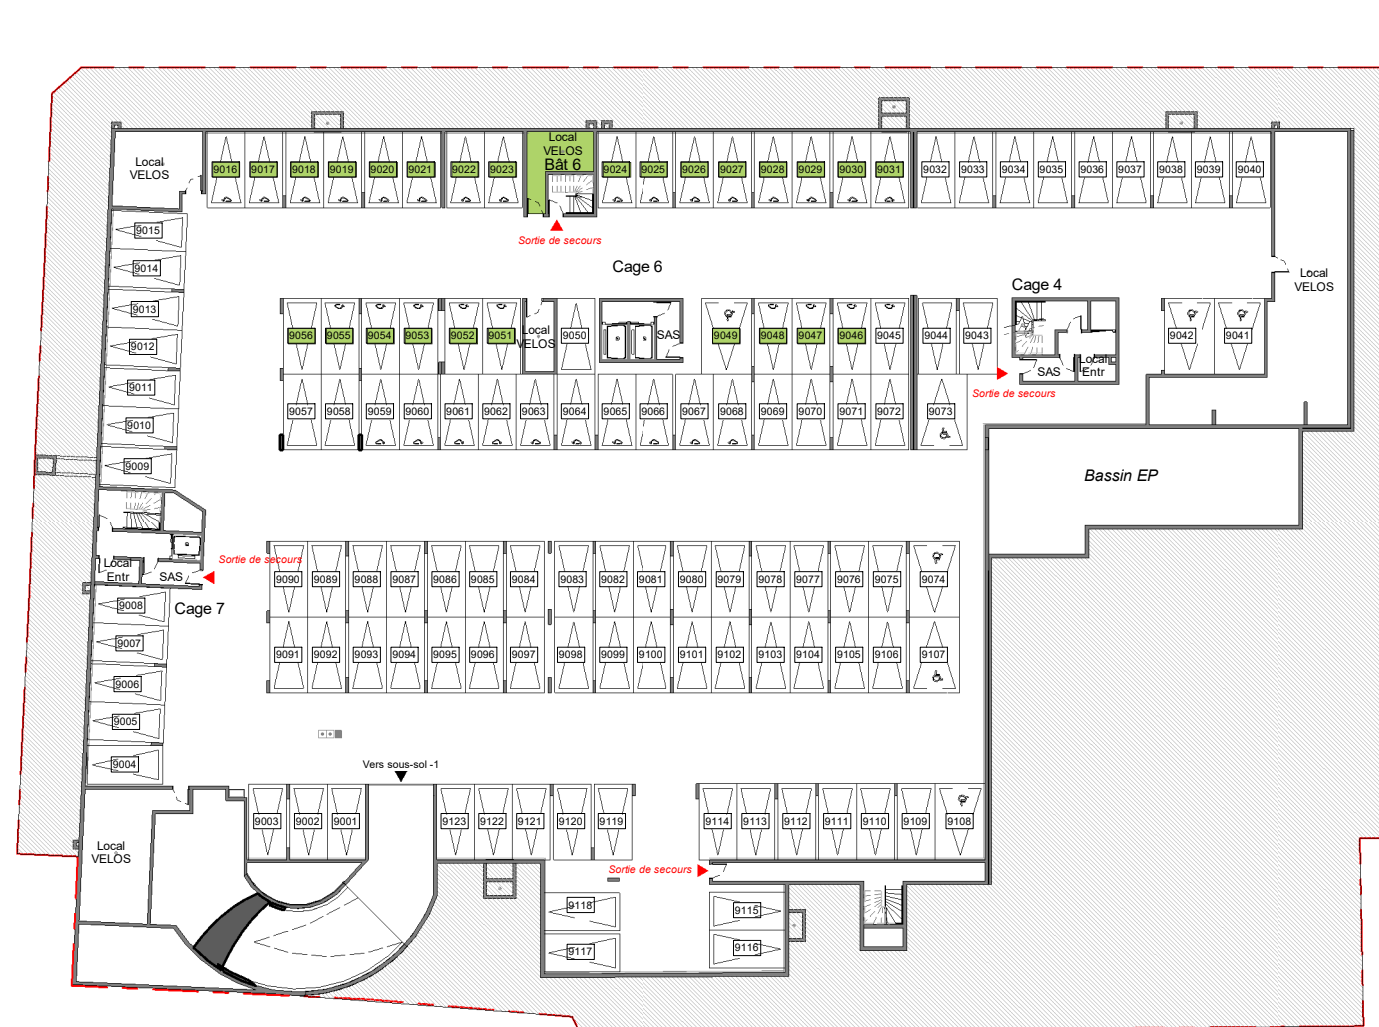 Local
VELOS
Bât 6
Local
VELOS
9016 9017 9018 9019 9020 9021 9022 9023 9024 9025 9026 9027 9028 9029 9030 9031 9032 9033 9034 9035 9036 9037 9038 9039 9040
9015
Sortie de secours
9014
Cage 6
Local
VELOS
Cage 4
9013
9056 9055 9054 9053 9052 9051 Local
VELOS 9050 SAS 9049 9048 9047 9046 9045 9044 9043 9042 9041
9012
SAS
Local
Entr
9011
Sortie de secours
9057 9058 9059 9060 9061 9062 9063 9064 9065 9066 9067 9068 9069 9070 9071 9072 9073
9010
9009
Bassin EP
Sortie de secours
Local
Entr
SAS
9090 9089 9088 9087 9086 9085 9084 9083 9082 9081 9080 9079 9078 9077 9076 9075 9074
9008
Cage 7
9007
9091 9092 9093 9094 9095 9096 9097 9098 9099 9100 9101 9102 9103 9104 9105 9106 9107
9006
9005
9004
Vers sous-sol -1
9003 9002 9001 9123 9122 9121 9120 9119 9114 9113 9112 9111 9110 9109 9108
Local
VELOS
Sortie de secours
9118 9115
9117 9116